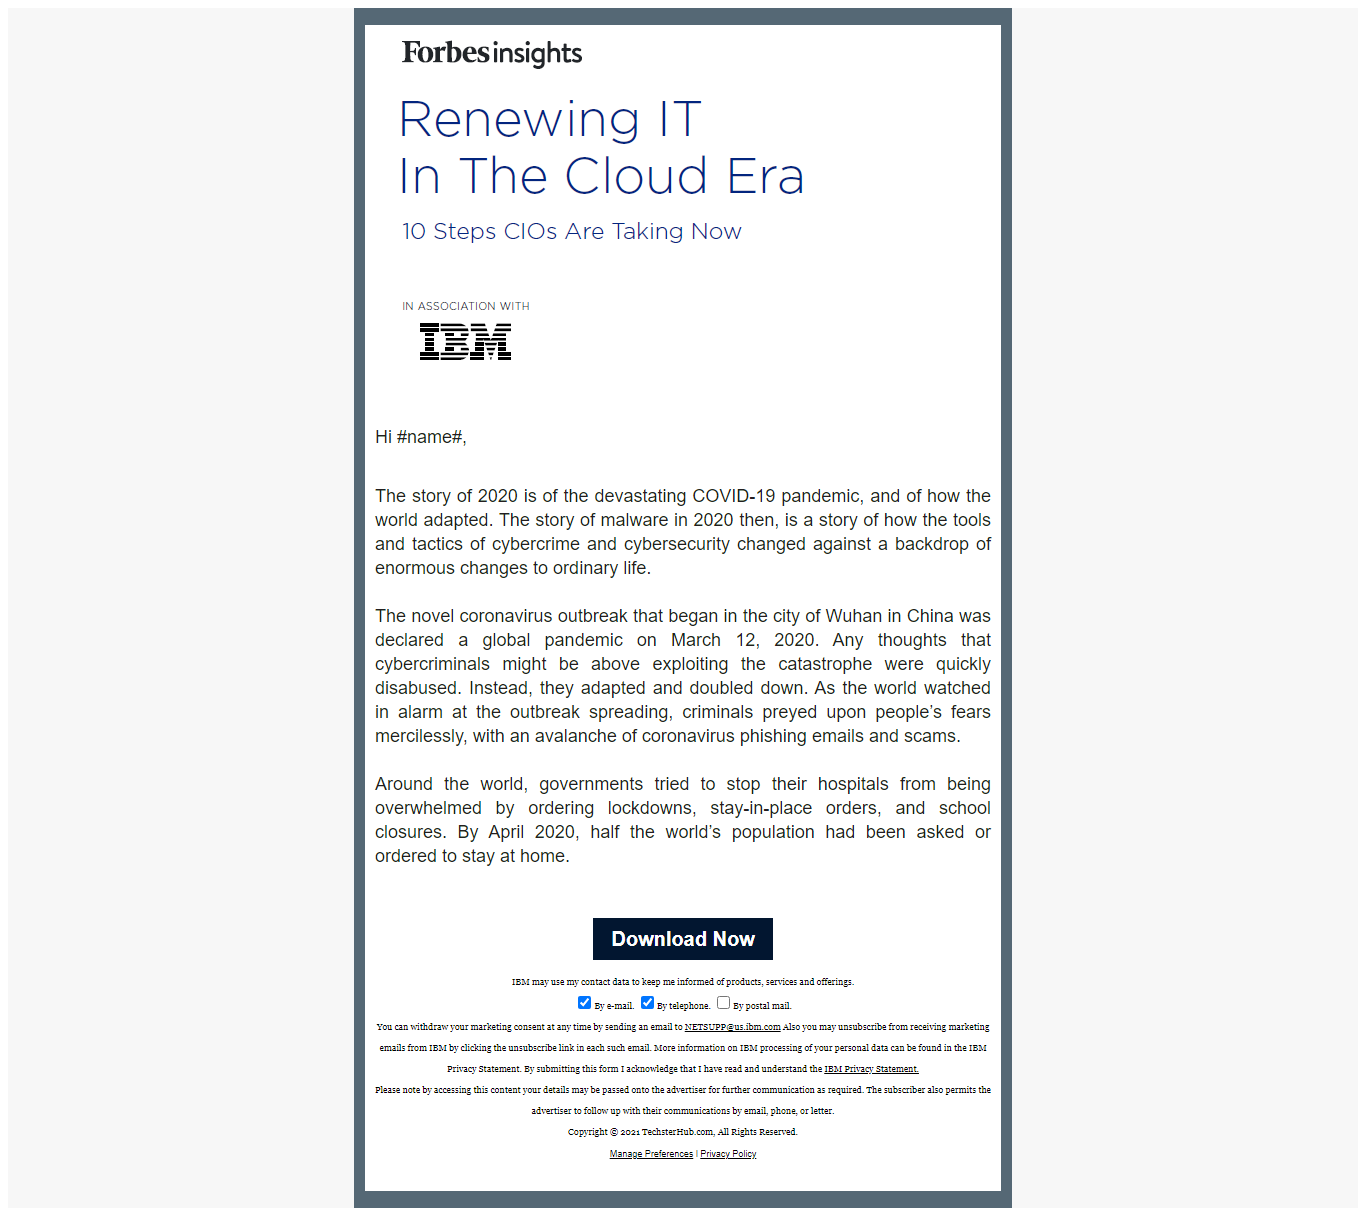 Forbes insights
Renewing IT
In The Cloud Era
10 Steps CIOs Are Taking Now
IN ASSOCIATION WITH
IBM
Hi #name#,
The story of 2020 is of the devastating COVID-19 pandemic, and of how the
world adapted. The story of malware in 2020 then, is a story of how the tools
and tactics of cybercrime and cybersecurity changed against a backdrop of
enormous changes to ordinary life.
The novel coronavirus outbreak that began in the city of Wuhan in China was
declared a global pandemic on March 12, 2020. Any thoughts that
cybercriminals might be above exploiting the catastrophe were quickly
disabused. Instead, they adapted and doubled down. As the world watched
in alarm at the outbreak spreading, criminals preyed upon people’s fears
mercilessly, with an avalanche of coronavirus phishing emails and scams.
Around the world, governments tried to stop their hospitals from being
overwhelmed by ordering lockdowns, stay-in-place orders, and school
closures. By April 2020, half the world’s population had been asked or
ordered to stay at home.
Download Now
IBM may use my contact data to keep me informed of products, services and offerings.
By e-mail. By telephone. By postal mail.
You can withdraw your marketing consent at any time by sending an email to NETSUPP@us.ibm.com Also you may unsubscribe from receiving marketing
emails from IBM by clicking the unsubscribe link in each such email. More information on IBM processing of your personal data can be found in the IBM
Privacy Statement. By submitting this form I acknowledge that I have read and understand the IBM Privacy Statement.
Please note by accessing this content your details may be passed onto the advertiser for further communication as required. The subscriber also permits the
advertiser to follow up with their communications by email, phone, or letter.
Copyright © 2021 TechsterHub.com, All Rights Reserved.
Manage Preferences | Privacy Policy